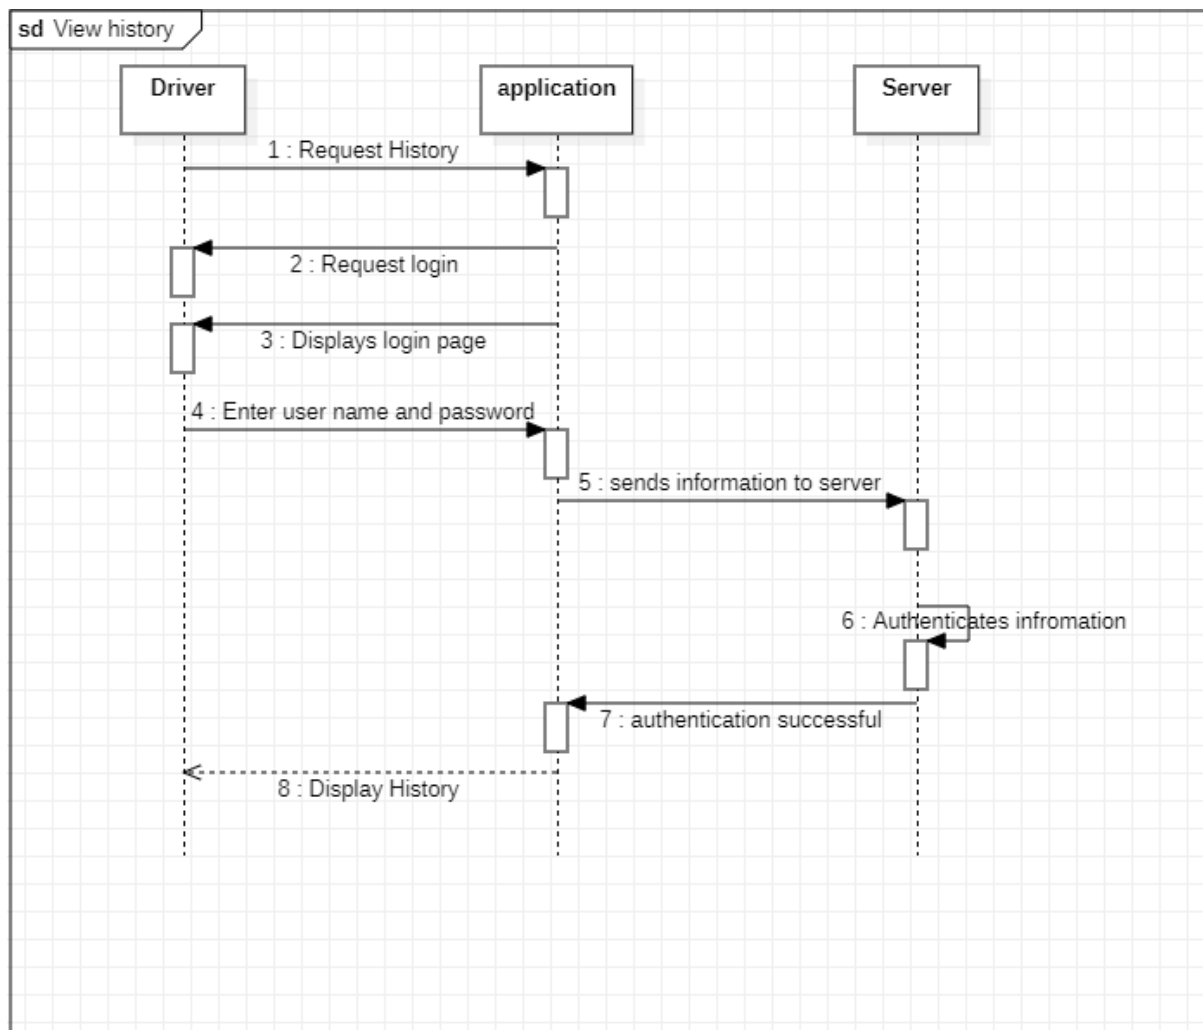 sd View history
Driver
application
Server
1 : Request History
2 : Request login
3 : Displays login page
4 : Enter user name and password
5 : sends information to server
6 : Authenticates infromation
7 : authentication successful
8 : Display History